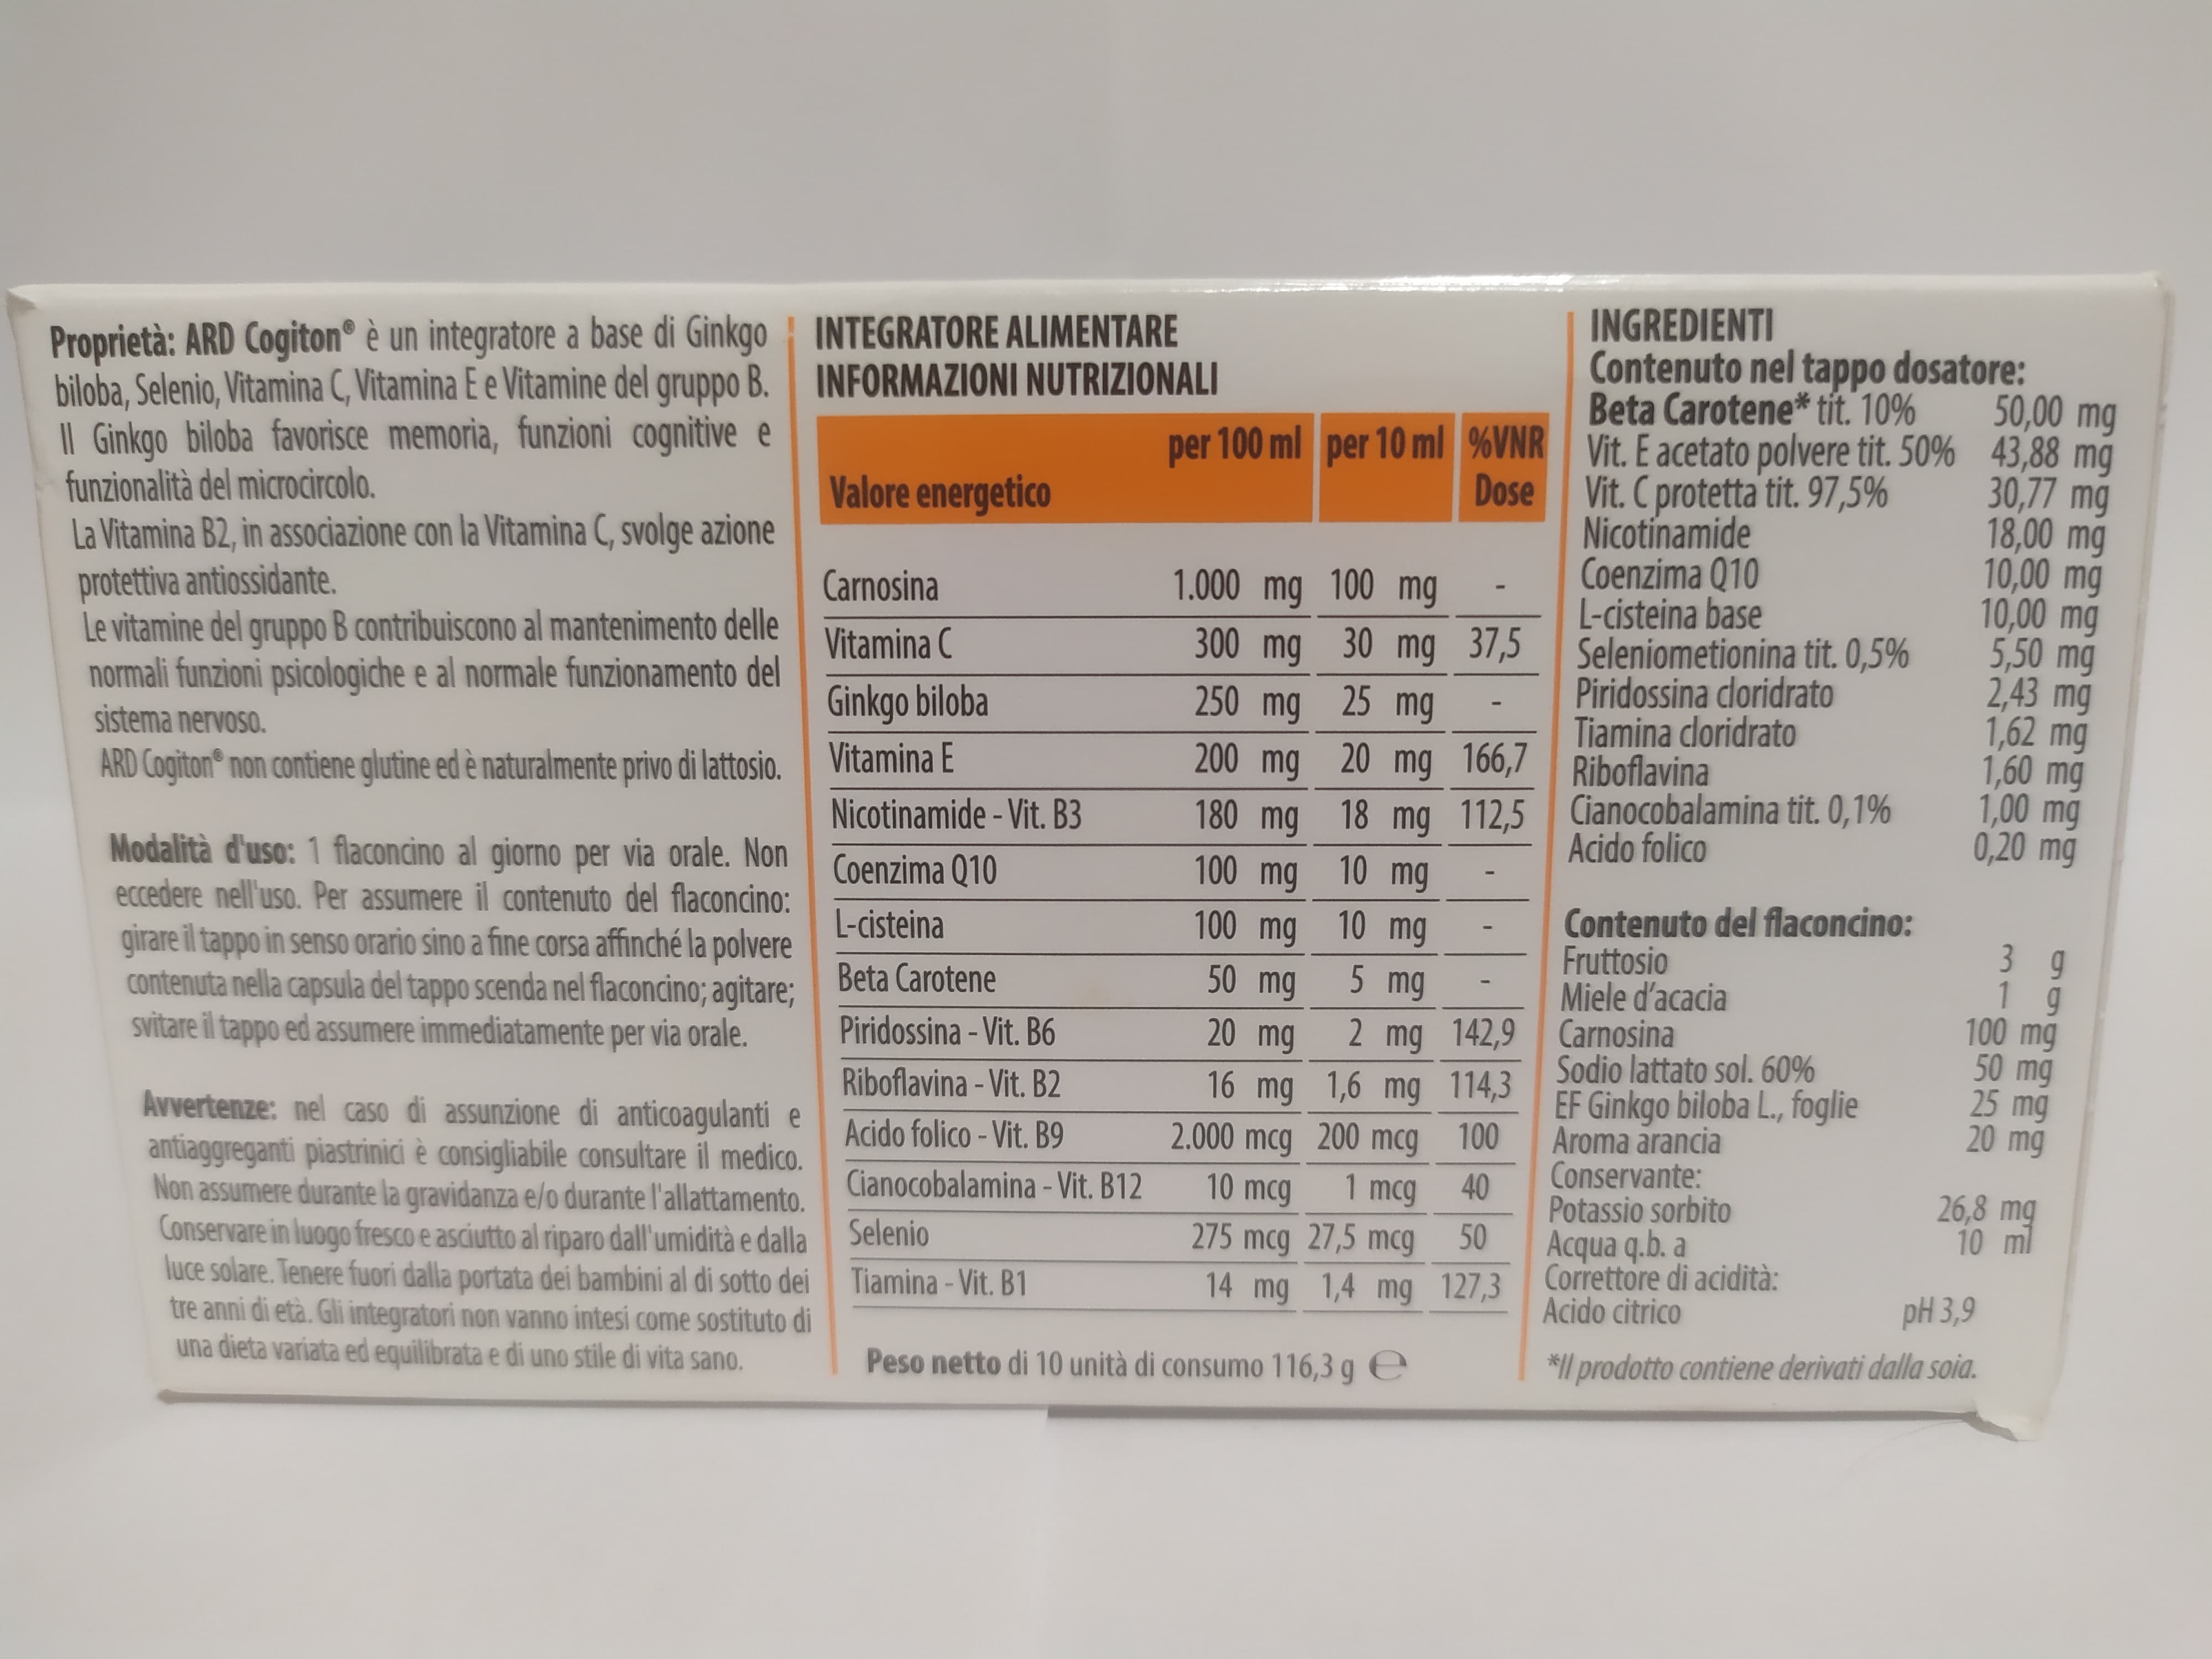 Proprietà: ARD Cogiton® è un integratore a base di Ginkgo
biloba, Selenio, Vitamina C, Vitamina E e Vitamine del gruppo B.
Il Ginkgo biloba favorisce memoria, funzioni cognitive e
funzionalità del microcircolo.
La Vitamina B2, in associazione con la Vitamina C, svolge azione
protettiva antiossidante.
Le vitamine del gruppo B contribuiscono al mantenimento delle
normali funzioni psicologiche e al normale funzionamento del
sistema nervoso.
ARD Cogiton® non contiene glutine ed è naturalmente privo di lattosio.
Modalità d'uso: 1 flaconcino al giorno per via orale. Non
eccedere nell'uso. Per assumere il contenuto del flaconcino:
girare il tappo in senso orario sino a fine corsa affinché la polvere
contenuta nella capsula del tappo scenda nel flaconcino; agitare;
svitare il tappo ed assumere immediatamente per via orale.
Avvertenze: nel caso di assunzione di anticoagulanti e
antiaggreganti piastrinici è consigliabile consultare il medico.
Non assumere durante la gravidanza e/o durante l'allattamento.
Conservare in luogo fresco e asciutto al riparo dall'umidità e dalla
luce solare. Tenere fuori dalla portata dei bambini al di sotto dei
tre anni di età. Gli integratori non vanno intesi come sostituto di
una dieta variata ed equilibrata e di uno stile di vita sano.
INTEGRATORE ALIMENTARE
INFORMAZIONI NUTRIZIONALI
per 100 ml per 10 ml %VNR
Valore energetico Dose
Carnosina 1.000 mg 100 mg -
Vitamina C 300 mg 30 mg 37,5
Ginkgo biloba 250 mg 25 mg -
Vitamina E 200 mg 20 mg 166,7
Nicotinamide - Vit. B3 180 mg 18 mg 112,5
Coenzima Q10 100 mg 10 mg -
L-cisteina 100 mg 10 mg -
Beta Carotene 50 mg 5 mg -
Piridossina - Vit. B6 20 mg 2 mg 142,9
Riboflavina - Vit. B2 16 mg 1,6 mg 114,3
Acido folico - Vit. B9 2.000 mcg 200 mcg 100
Cianocobalamina - Vit. B12 10 mcg 1 mcg 40
Selenio 275 mcg 27,5 mcg 50
Tiamina - Vit. B1 14 mg 1,4 mg 127,3
Peso netto di 10 unità di consumo 116,3 g ℮
INGREDIENTI
Contenuto nel tappo dosatore:
Beta Carotene* tit. 10% 50,00 mg
Vit. E acetato polvere tit. 50% 43,88 mg
Vit. C protetta tit. 97,5% 30,77 mg
Nicotinamide 18,00 mg
Coenzima Q10 10,00 mg
L-cisteina base 10,00 mg
Seleniometionina tit. 0,5% 5,50 mg
Piridossina cloridrato 2,43 mg
Tiamina cloridrato 1,62 mg
Riboflavina 1,60 mg
Cianocobalamina tit. 0,1% 1,00 mg
Acido folico 0,20 mg
Contenuto del flaconcino:
Fruttosio 3 g
Miele d'acacia 1 g
Carnosina 100 mg
Sodio lattato sol. 60% 50 mg
EF Ginkgo biloba L., foglie 25 mg
Aroma arancia 20 mg
Conservante:
Potassio sorbito 26,8 mg
Acqua q.b. a 10 ml
Correttore di acidità:
Acido citrico pH 3,9
*Il prodotto contiene derivati dalla soia.